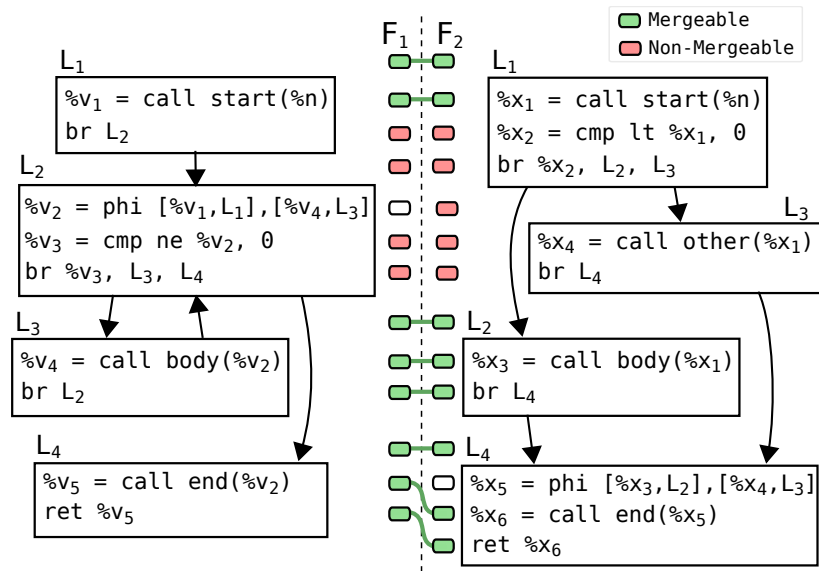 F₁ F₂
Mergeable
Non-Mergeable
L₁
%v₁ = call start(%n)
br L₂
L₂
%v₂ = phi [%v₁,L₁],[%v₄,L₃]
%v₃ = cmp ne %v₂, 0
br %v₃, L₃, L₄
L₃
%v₄ = call body(%v₂)
br L₂
L₄
%v₅ = call end(%v₂)
ret %v₅
L₁
%x₁ = call start(%n)
%x₂ = cmp lt %x₁, 0
br %x₂, L₂, L₃
L₃
%x₄ = call other(%x₁)
br L₄
L₂
%x₃ = call body(%x₁)
br L₄
L₄
%x₅ = phi [%x₃,L₂],[%x₄,L₃]
%x₆ = call end(%x₅)
ret %x₆